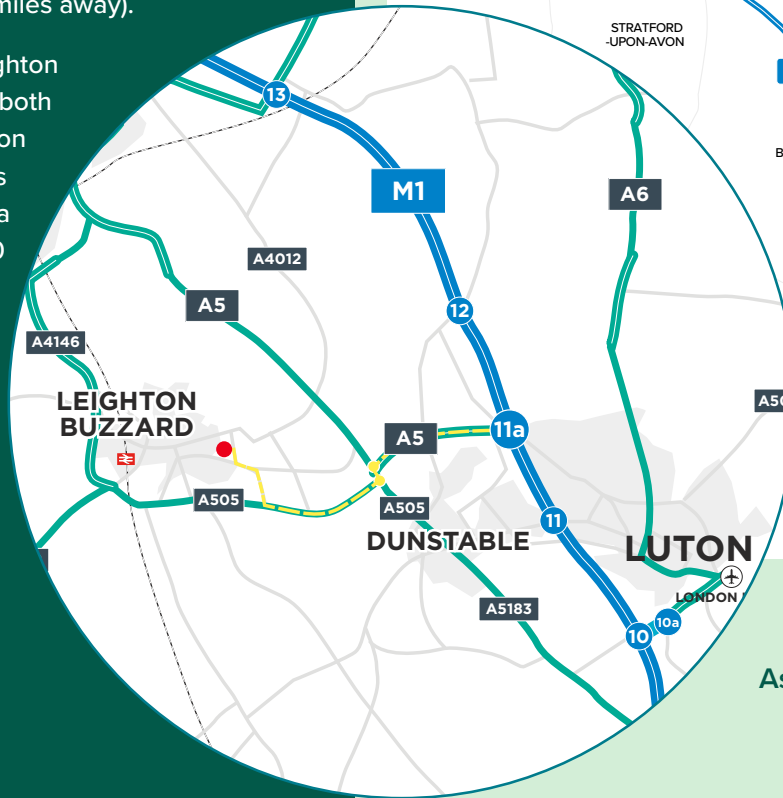 miles away).
both
on
a
STRATFORD
-UPON-AVON
13
M1
A6
A4012
A5
12
A4146
LEIGHTON
BUZZARD
A5
11a
A505
A505
11
DUNSTABLE
LUTON
LONDON
A5183
10a
10